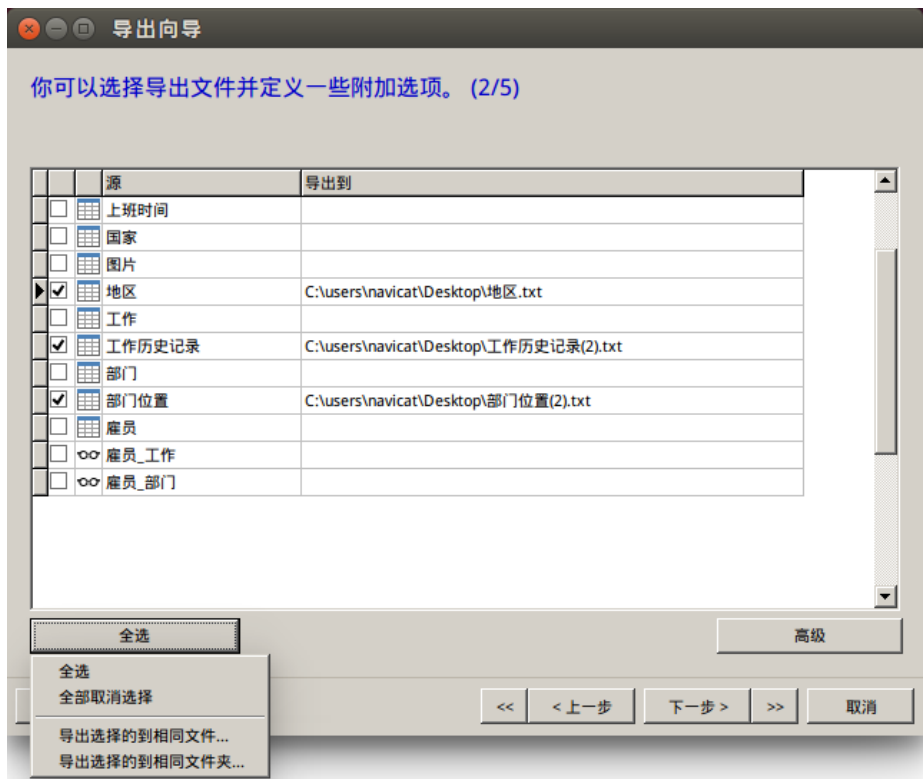 导出向导
你可以选择导出文件并定义一些附加选项。 (2/5)
源 导出到
上班时间
国家
图片
地区 C:\users\navicat\Desktop\地区.txt
工作
工作历史记录 C:\users\navicat\Desktop\工作历史记录(2).txt
部门
部门位置 C:\users\navicat\Desktop\部门位置(2).txt
雇员
雇员_工作
雇员_部门
全选 高级
全选
全部取消选择
<< < 上一步 下一步 > >> 取消
导出选择的到相同文件...
导出选择的到相同文件夹...